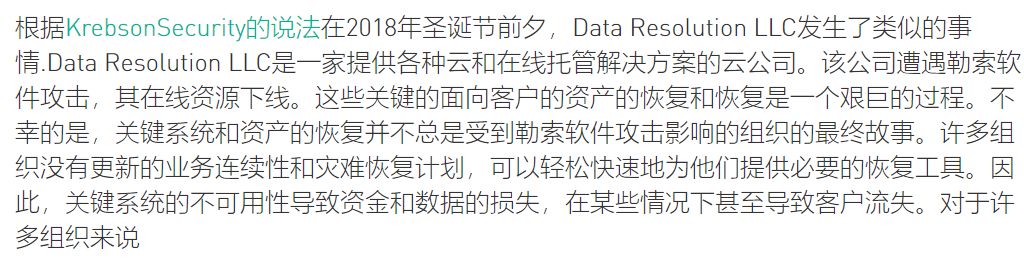 根据KrebsonSecurity的说法在2018年圣诞节前夕，Data Resolution LLC发生了类似的事
情.Data Resolution LLC是一家提供各种云和在线托管解决方案的云公司。该公司遭遇勒索软
件攻击，其在线资源下线。这些关键的面向客户的资产的恢复和恢复是一个艰巨的过程。不
幸的是，关键系统和资产的恢复并不总是受到勒索软件攻击影响的组织的最终故事。许多组
织没有更新的业务连续性和灾难恢复计划，可以轻松快速地为他们提供必要的恢复工具。因
此，关键系统的不可用性导致资金和数据的损失，在某些情况下甚至导致客户流失。对于许
多组织来说